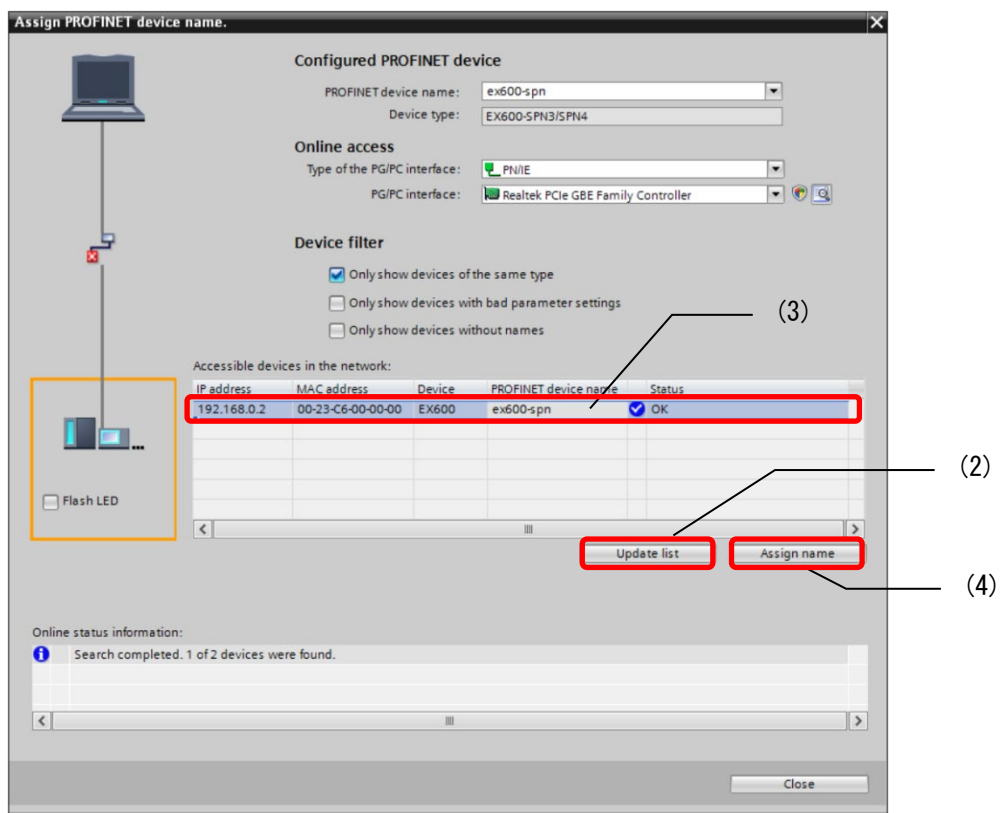 Assign PROFINET device name.
Configured PROFINET device
PROFINET device name: ex600-spn
Device type: EX600-SPN3/SPN4
Online access
Type of the PG/PC interface: PN/IE
PG/PC interface: Realtek PCIe GBE Family Controller
Device filter
Only show devices of the same type
Only show devices with bad parameter settings
(3)
Only show devices without names
Accessible devices in the network:
IP address MAC address Device PROFINET device name Status
192.168.0.2 00-23-C6-00-00-00 EX600 ex600-spn OK
(2)
Flash LED
Update list Assign name
(4)
Online status information:
Search completed. 1 of 2 devices were found.
Close